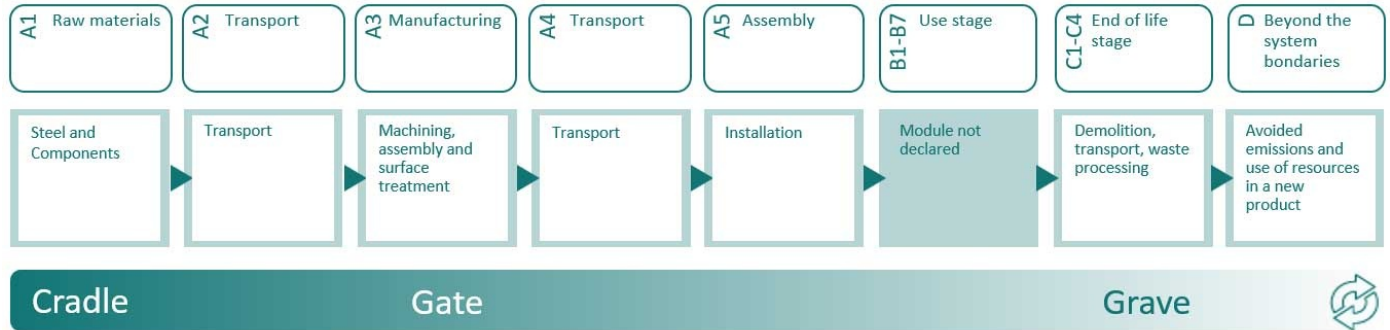 A1 Raw materials
A2 Transport
A3 Manufacturing
A4 Transport
A5 Assembly
B1-B7 Use stage
C1-C4 End of life
stage
D Beyond the
system
bondaries
Steel and
Components
Transport
Machining,
assembly and
surface
treatment
Transport
Installation
Module not
declared
Demolition,
transport, waste
processing
Avoided
emissions and
use of resources
in a new
product
Cradle
Gate
Grave